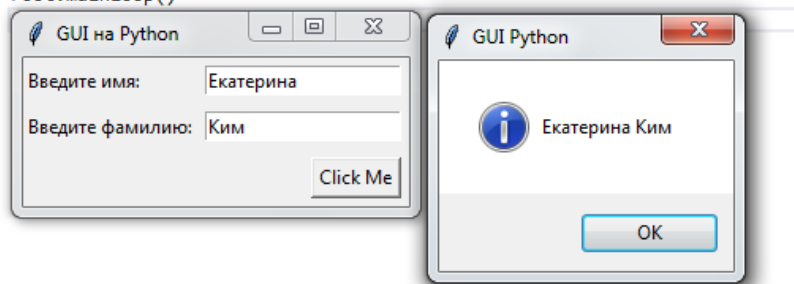 GUI на Python
Введите имя: Екатерина
Введите фамилию: Ким
Click Me
GUI Python
Екатерина Ким
OK